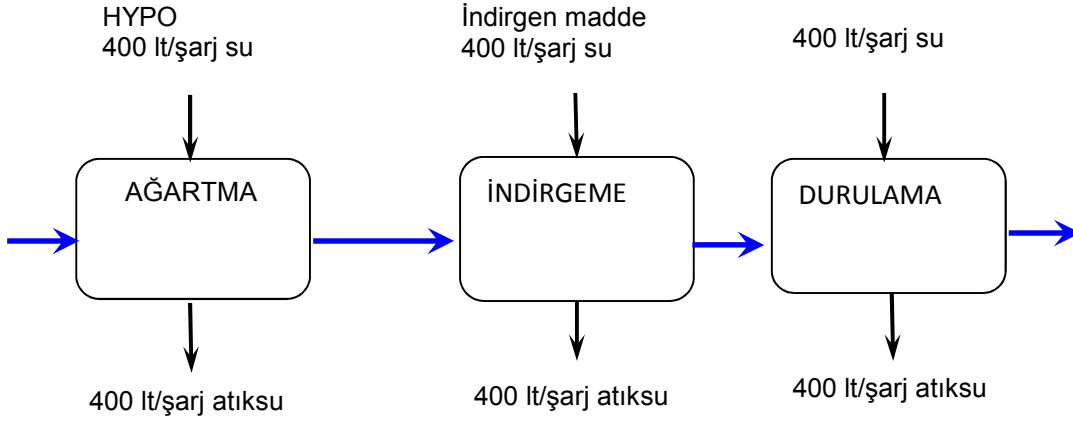 HYPO
400 lt/şarj su
İndirgen madde
400 lt/şarj su
400 lt/şarj su
AĞARTMA
İNDİRGEME
DURULAMA
400 lt/şarj atıksu
400 lt/şarj atıksu
400 lt/şarj atıksu